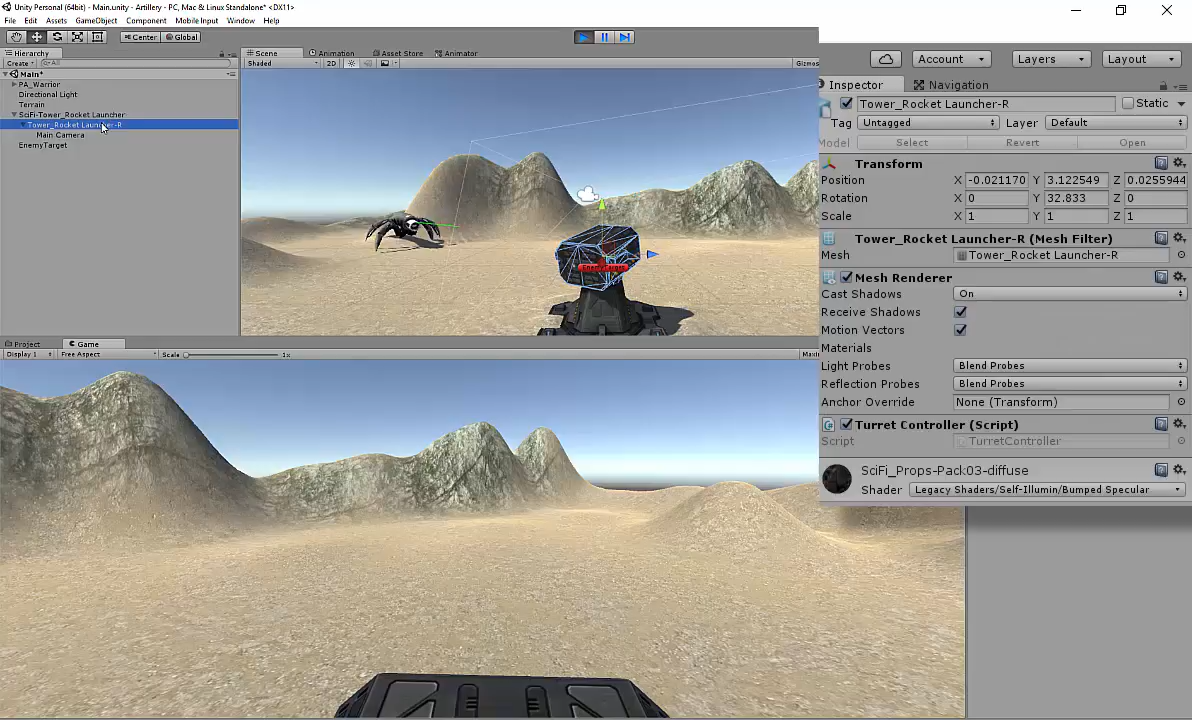 Unity Personal (64bit) - Main.unity - Artillery - PC, Mac & Linux Standalone* <DX11>
File Edit Assets GameObject Component Mobile Input Window Help
Center Global
Account Layers Layout
Hierarchy
Create All
Main*
PA_Warrior
Directional Light
Terrain
SciFi-Tower_Rocket Launcher
Tower_Rocket Launcher-R
Main Camera
EnemyTarget
Scene Animation Asset Store Animator
Shaded 2D Gizmos
Project Game
Display 1 Free Aspect Scale 1x Maxi
Inspector Navigation
Tower_Rocket Launcher-R Static
Tag Untagged Layer Default
Model Select Revert Open
Transform
Position X -0.021170 Y 3.122549 Z 0.0255944
Rotation X 0 Y 32.833 Z 0
Scale X 1 Y 1 Z 1
Tower_Rocket Launcher-R (Mesh Filter)
Mesh Tower_Rocket Launcher-R
Mesh Renderer
Cast Shadows On
Receive Shadows
Motion Vectors
Materials
Light Probes Blend Probes
Reflection Probes Blend Probes
Anchor Override None (Transform)
Turret Controller (Script)
Script TurretController
SciFi_Props-Pack03-diffuse
Shader Legacy Shaders/Self-Illumin/Bumped Specular